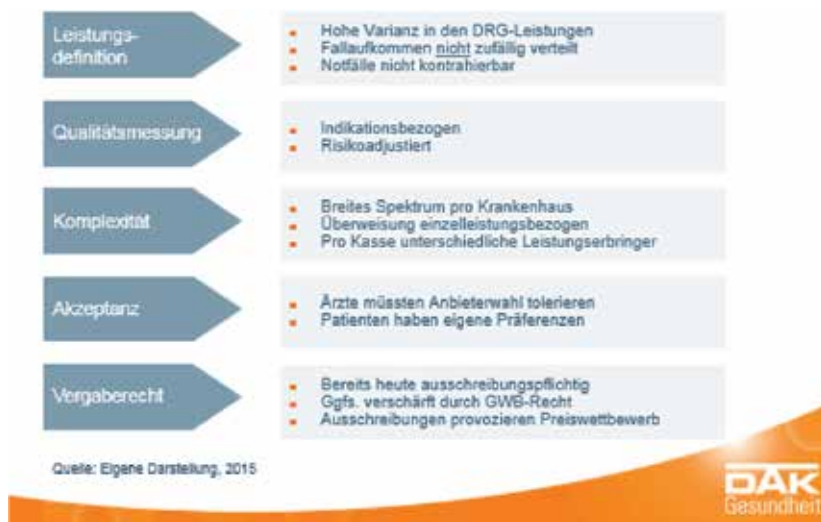 Leistungs-
definition
Hohe Varianz in den DRG-Leistungen
Fallaufkommen nicht zufällig verteilt
Notfälle nicht kontrahierbar
Qualitätsmessung
Indikationsbezogen
Risikoadjustiert
Komplexität
Breites Spektrum pro Krankenhaus
Überweisung einzelleistungsbezogen
Pro Kasse unterschiedliche Leistungserbringer
Akzeptanz
Ärzte müssten Anbieterwahl tolerieren
Patienten haben eigene Präferenzen
Vergaberecht
Bereits heute ausschreibungspflichtig
Ggfs. verschärft durch GWB-Recht
Ausschreibungen provozieren Preiswettbewerb
Quelle: Eigene Darstellung, 2015
DAK
Gesundheit